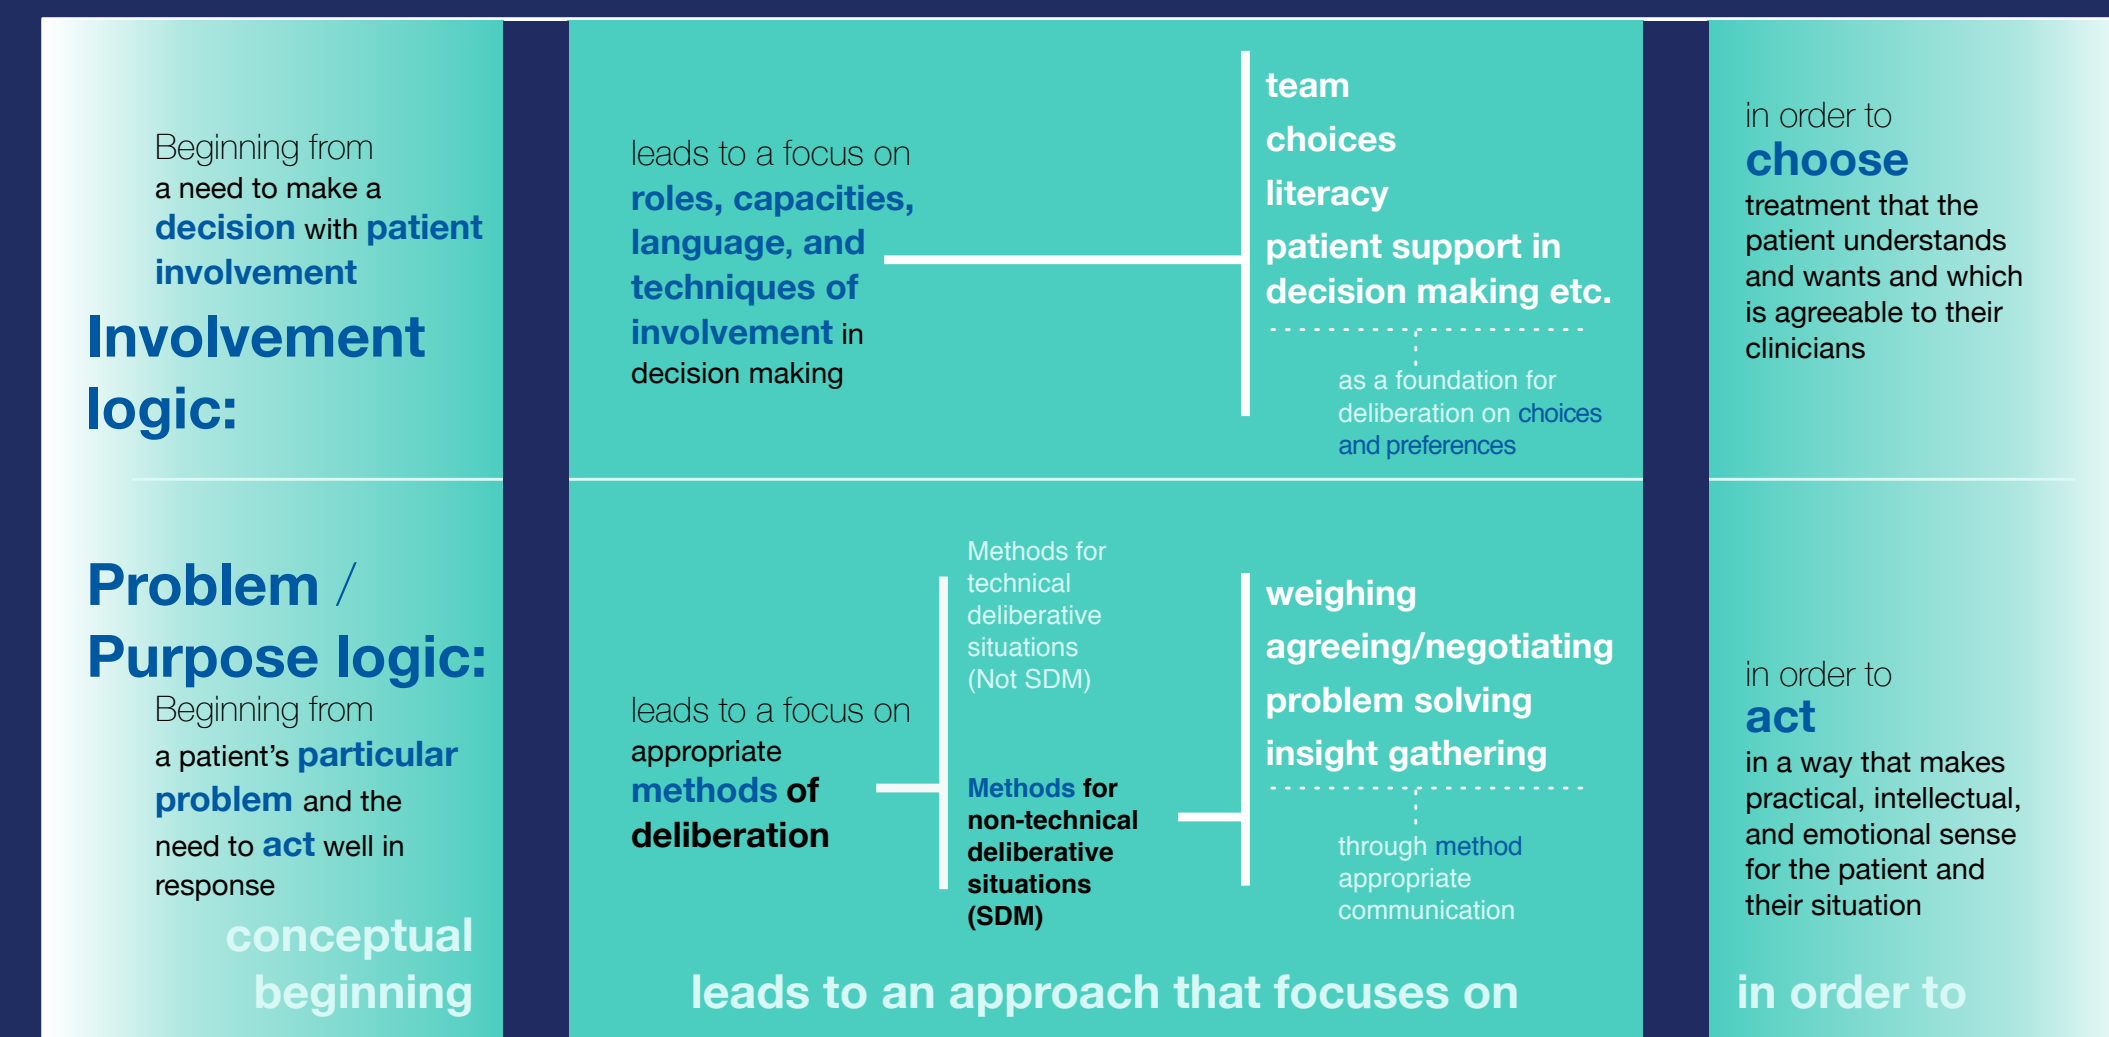 Beginning from
a need to make a
decision with patient
involvement
Involvement
logic:
leads to a focus on
roles, capacities,
language, and
techniques of
involvement in
decision making
team
choices
literacy
patient support in
decision making etc.
as a foundation for
deliberation on choices
and preferences
in order to
choose
treatment that the
patient understands
and wants and which
is agreeable to their
clinicians
Problem /
Purpose logic:
Beginning from
a patient’s particular
problem and the
need to act well in
response
leads to a focus on
appropriate
methods of
deliberation
Methods for
technical
deliberative
situations
(Not SDM)
Methods for
non-technical
deliberative
situations
(SDM)
weighing
agreeing/negotiating
problem solving
insight gathering
through method
appropriate
communication
in order to
act
in a way that makes
practical, intellectual,
and emotional sense
for the patient and
their situation
conceptual
beginning
leads to an approach that focuses on
in order to